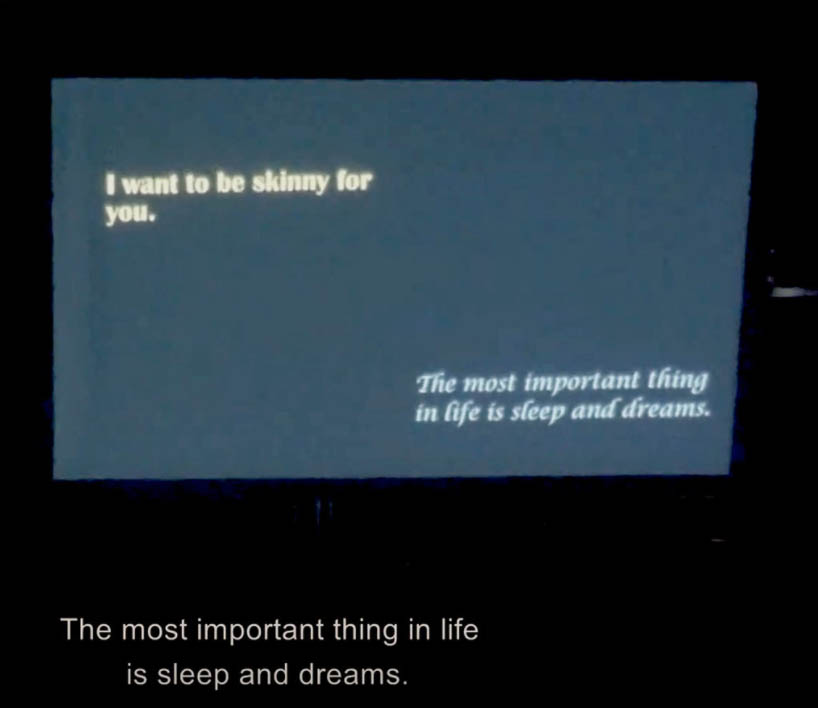 I want to be skinny for
you.
The most important thing
in life is sleep and dreams.
The most important thing in life
is sleep and dreams.